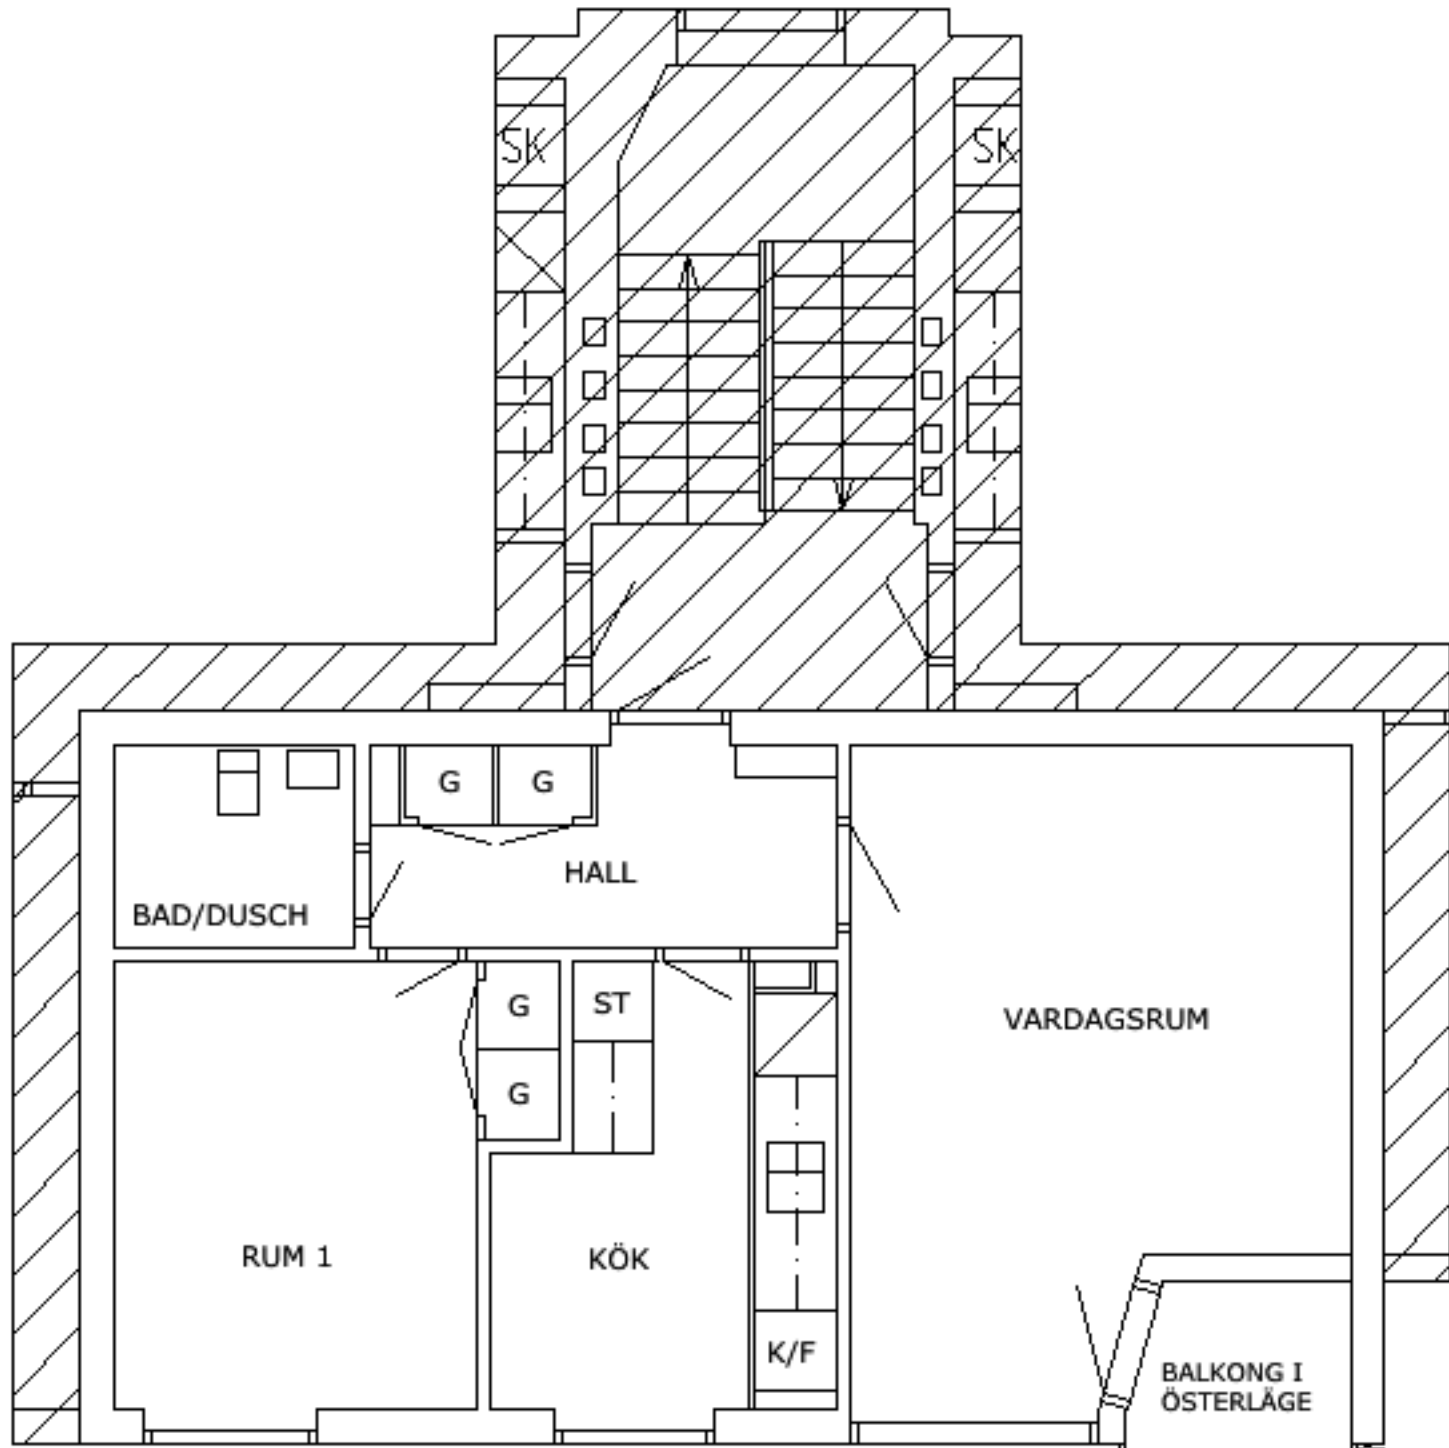 SK
SK
G
G
HALL
BAD/DUSCH
G
ST
VARDAGSRUM
G
RUM 1
KÖK
K/F
BALKONG I
ÖSTERLÄGE